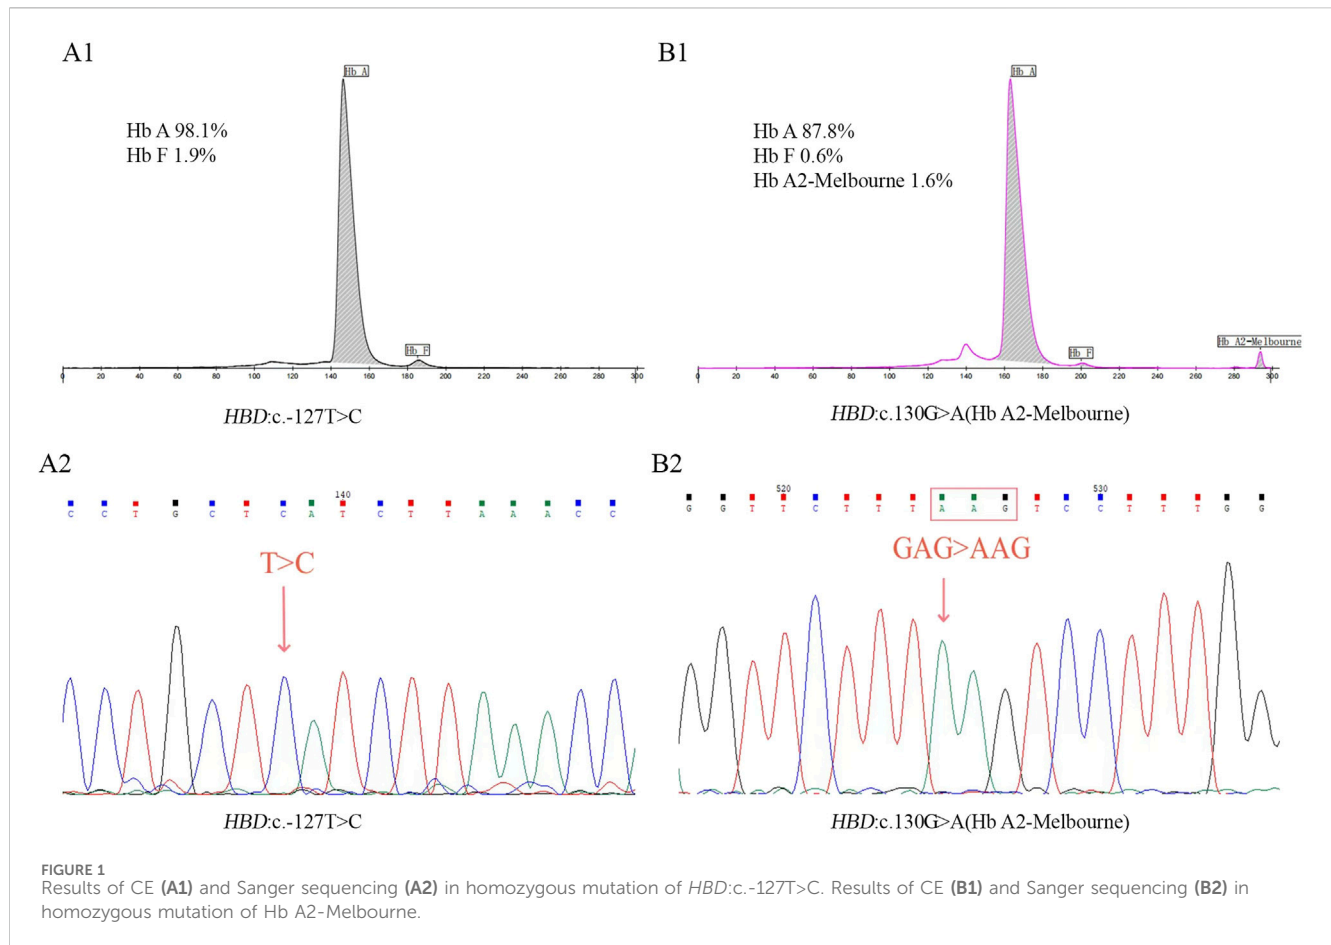 A1
Hb A
Hb A 98.1%
Hb F 1.9%
Hb F
0 20 40 60 80 100 120 140 160 180 200 220 240 260 280 300
HBD:c.-127T>C
B1
Hb A
Hb A 87.8%
Hb F 0.6%
Hb A2-Melbourne 1.6%
Hb F
Hb A2-Melbourne
0 20 40 60 80 100 120 140 160 180 200 220 240 260 280 300
HBD:c.130G>A(Hb A2-Melbourne)
A2
140
C C T G C T C A T C T T A A A C C
T>C
HBD:c.-127T>C
B2
520 530
G G T T C T T T A A G T C C T T T G G
GAG>AAG
HBD:c.130G>A(Hb A2-Melbourne)
FIGURE 1
Results of CE (A1) and Sanger sequencing (A2) in homozygous mutation of HBD:c.-127T>C. Results of CE (B1) and Sanger sequencing (B2) in
homozygous mutation of Hb A2-Melbourne.